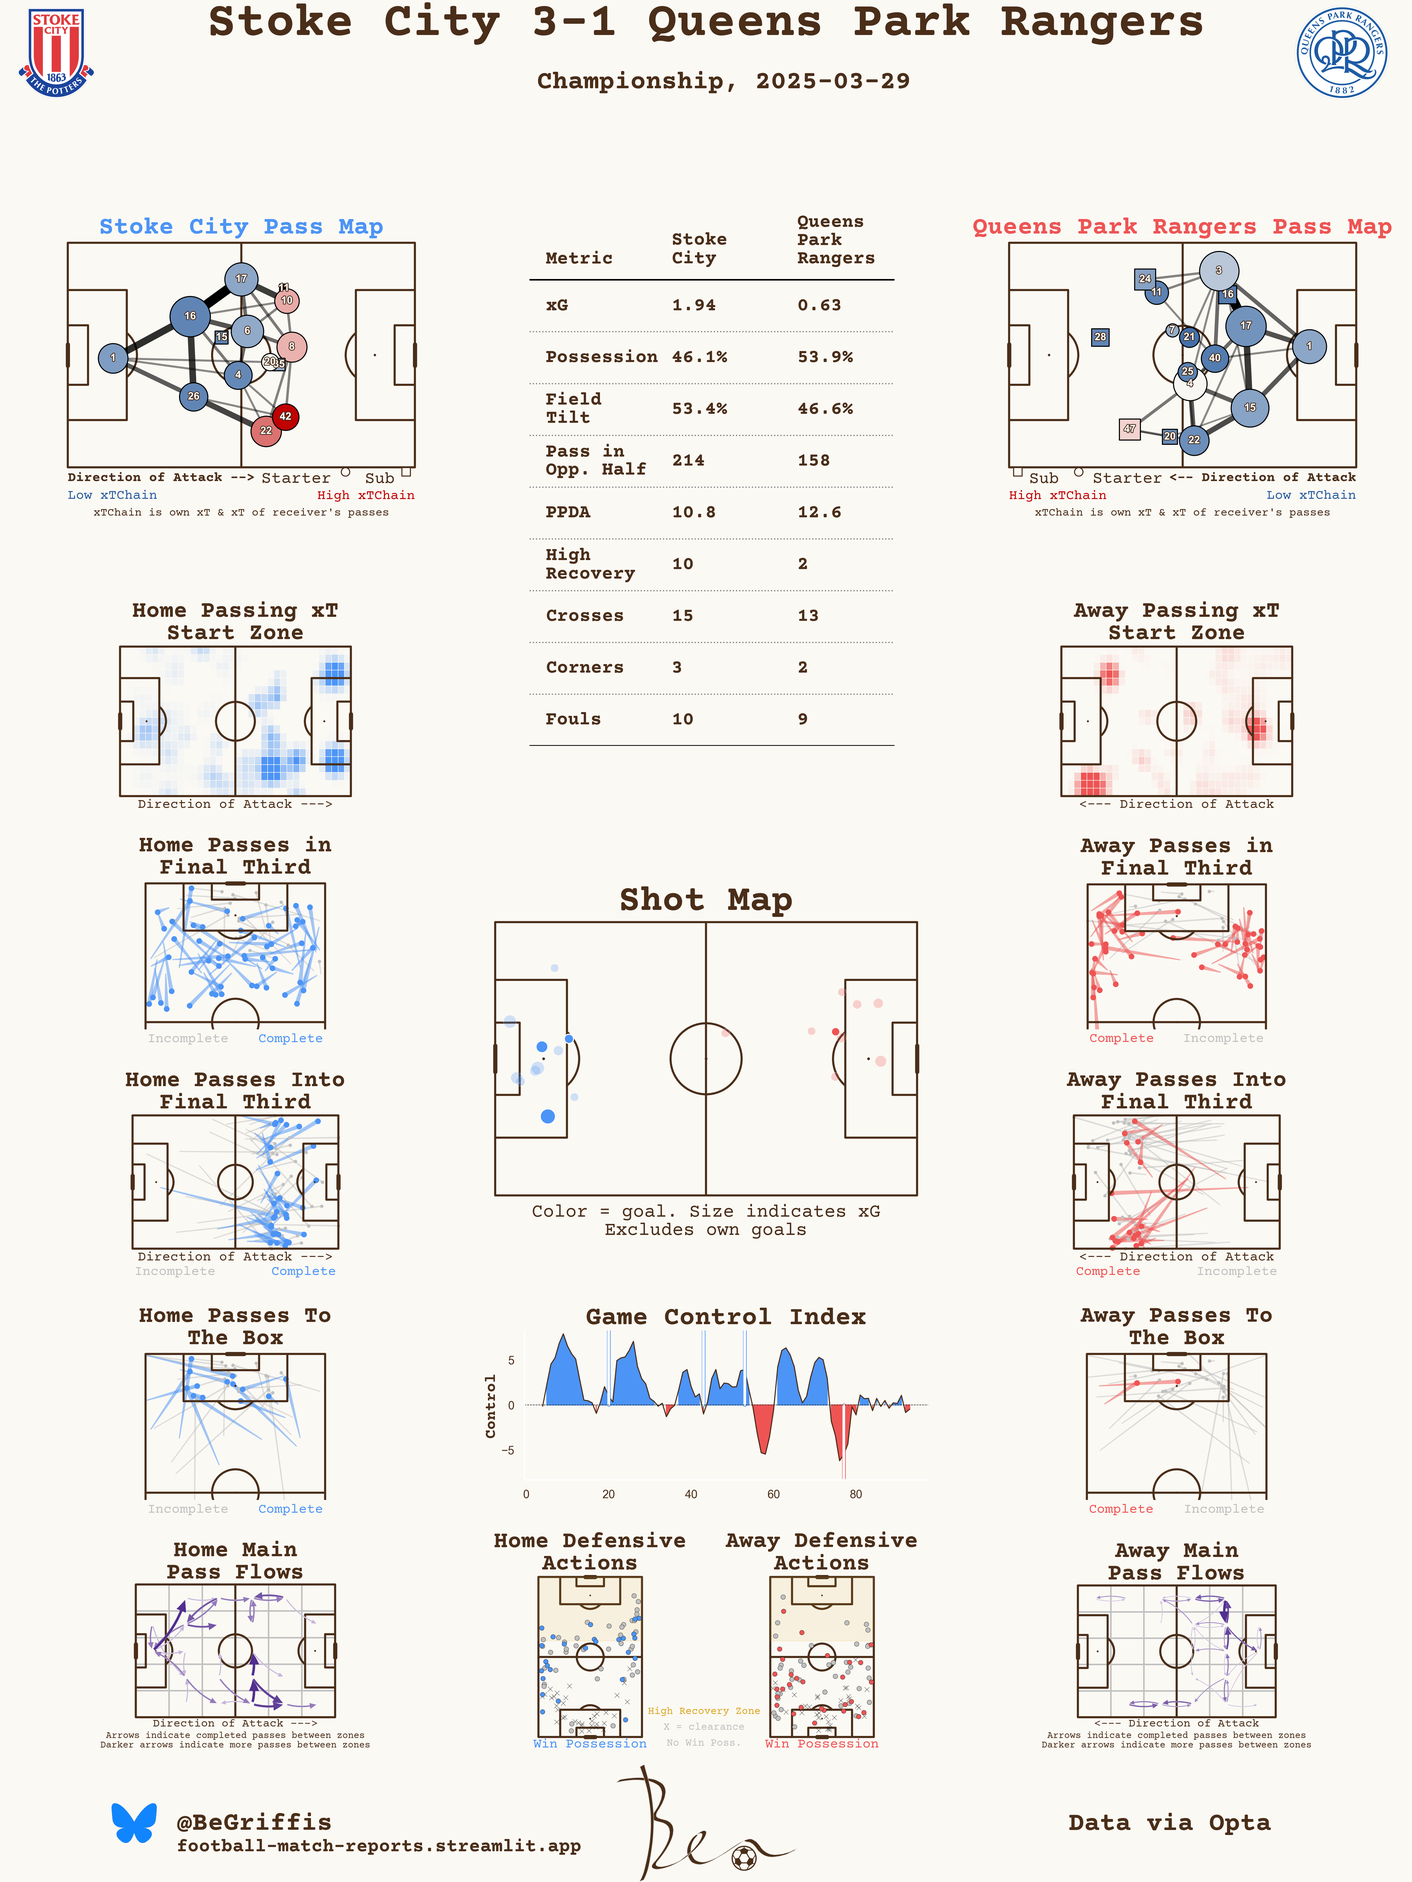 Stoke City 3-1 Queens Park Rangers
Championship, 2025-03-29
STOKE
CITY
1863
THE POTTERS
QUEENS PARK RANGERS
1882
Stoke City Pass Map
17
11
10
16
6
15
8
1
20
4
26
42
22
Direction of Attack --> Starter Sub
Low xTChain High xTChain
xTChain is own xT & xT of receiver's passes
Metric Stoke City Queens Park Rangers
xG 1.94 0.63
Possession 46.1% 53.9%
Field Tilt 53.4% 46.6%
Pass in Opp. Half 214 158
PPDA 10.8 12.6
High Recovery 10 2
Crosses 15 13
Corners 3 2
Fouls 10 9
Queens Park Rangers Pass Map
3
24
11
16
7
17
28
21
1
40
25
4
15
47
20
22
Sub Starter <-- Direction of Attack
High xTChain Low xTChain
xTChain is own xT & xT of receiver's passes
Home Passing xT
Start Zone
Direction of Attack --->
Away Passing xT
Start Zone
<--- Direction of Attack
Home Passes in
Final Third
Incomplete Complete
Away Passes in
Final Third
Complete Incomplete
Shot Map
Color = goal. Size indicates xG
Excludes own goals
Home Passes Into
Final Third
Direction of Attack --->
Incomplete Complete
Away Passes Into
Final Third
<--- Direction of Attack
Complete Incomplete
Home Passes To
The Box
Incomplete Complete
Game Control Index
Control
5
0
−5
0 20 40 60 80
Away Passes To
The Box
Complete Incomplete
Home Main
Pass Flows
Direction of Attack --->
Arrows indicate completed passes between zones
Darker arrows indicate more passes between zones
Home Defensive
Actions
Win Possession
High Recovery Zone
X = clearance
No Win Poss.
Away Defensive
Actions
Win Possession
Away Main
Pass Flows
<--- Direction of Attack
Arrows indicate completed passes between zones
Darker arrows indicate more passes between zones
@BeGriffis
football-match-reports.streamlit.app
Ben
Data via Opta